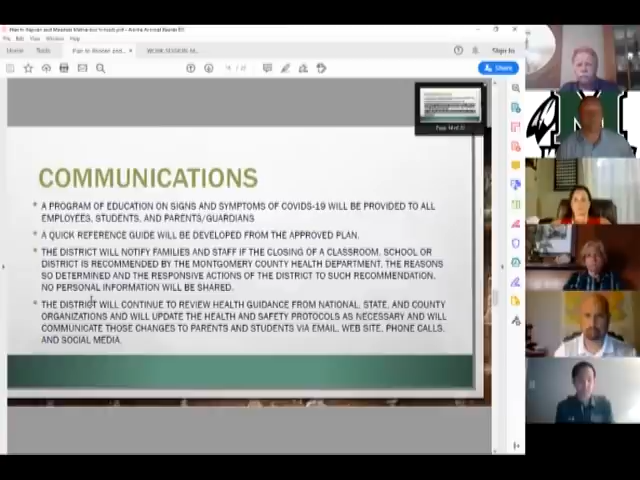 Home
Tools
Sign In
Share
COMMUNICATIONS
* A PROGRAM OF EDUCATION ON SIGNS AND SYMPTOMS OF COVIDS-19 WILL BE PROVIDED TO ALL
EMPLOYEES, STUDENTS, AND PARENTS/GUARDIANS
* A QUICK REFERENCE GUIDE WILL BE DEVELOPED FROM THE APPROVED PLAN.
* THE DISTRICT WILL NOTIFY FAMILIES AND STAFF IF THE CLOSING OF A CLASSROOM, SCHOOL OR
DISTRICT IS RECOMMENDED BY THE MONTGOMERY COUNTY HEALTH DEPARTMENT, THE REASONS
SO DETERMINED AND THE RESPONSIVE ACTIONS OF THE DISTRICT TO SUCH RECOMMENDATION.
NO PERSONAL INFORMATION WILL BE SHARED.
* THE DISTRICT WILL CONTINUE TO REVIEW HEALTH GUIDANCE FROM NATIONAL, STATE, AND COUNTY
ORGANIZATIONS AND WILL UPDATE THE HEALTH AND SAFETY PROTOCOLS AS NECESSARY AND WILL
COMMUNICATE THOSE CHANGES TO PARENTS AND STUDENTS VIA EMAIL, WEB SITE, PHONE CALLS,
AND SOCIAL MEDIA.